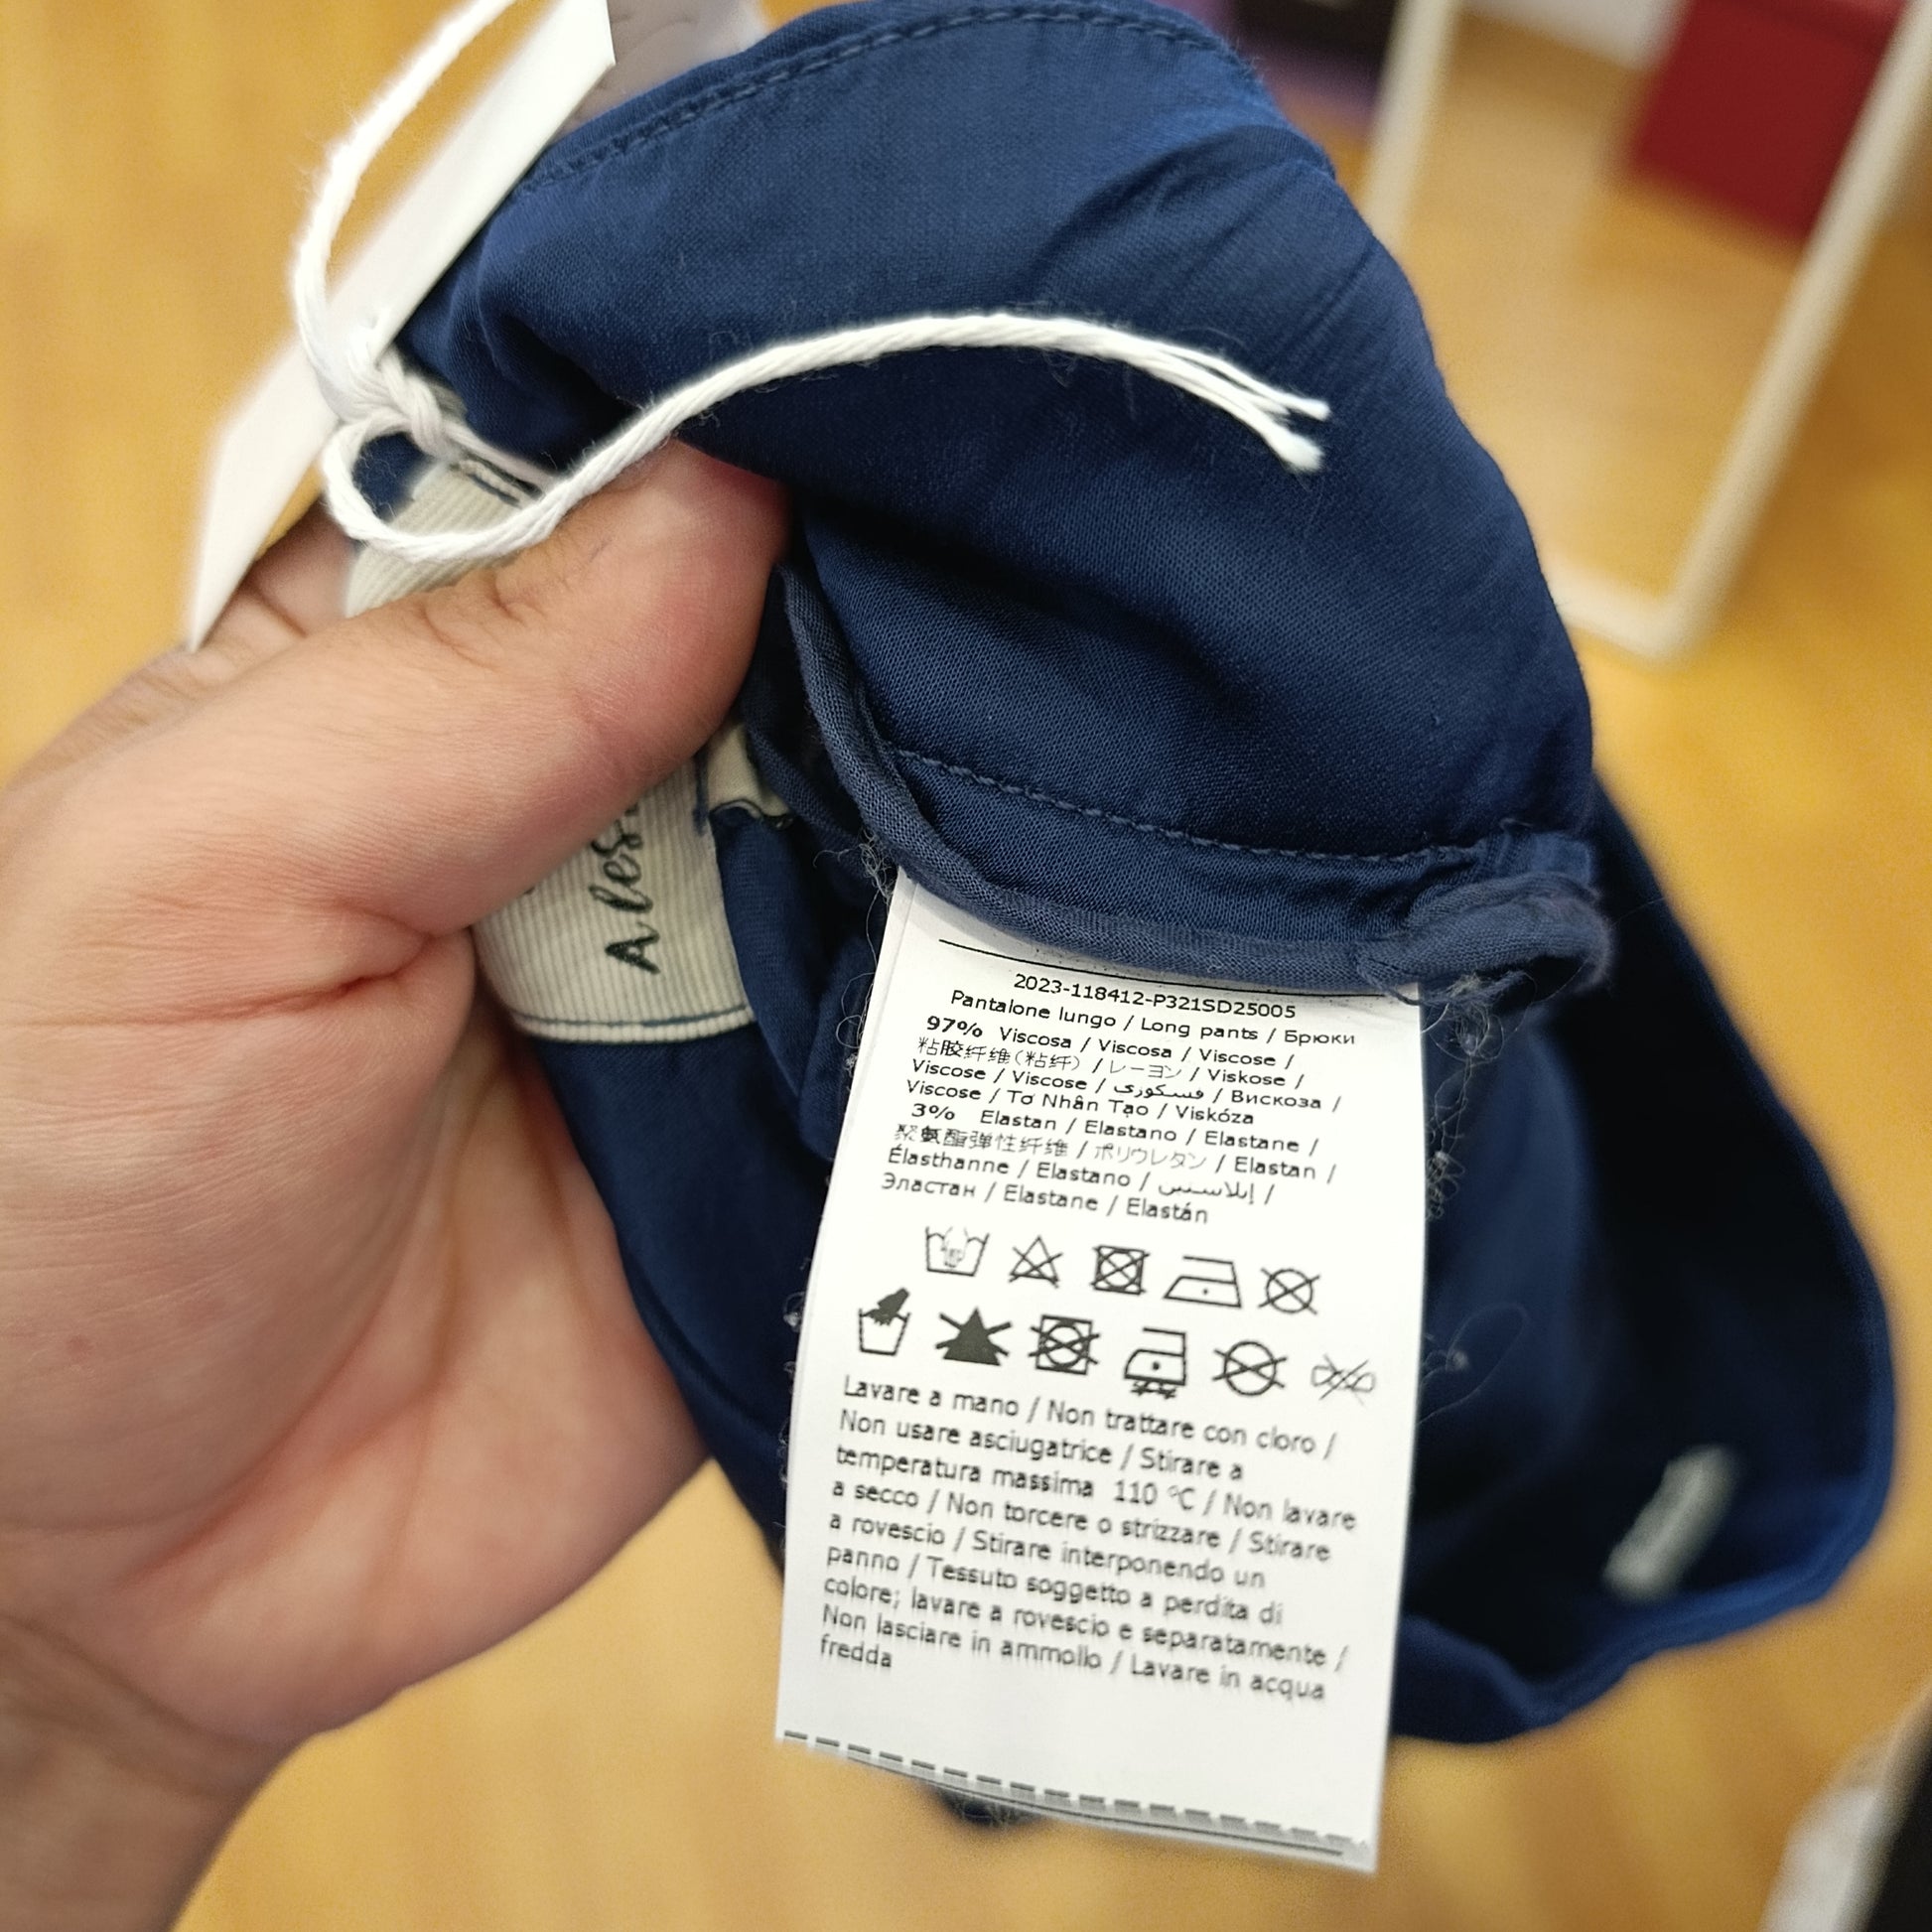 Ales
2023-118412-P321SD25005
Pantalone lungo / Long pants / Брюки
97% Viscosa / Viscosa / Viscose /
粘胶纤维(粘纤) / レーヨン / Viskose /
Viscose / Viscose / فسكوزى / Вискоза /
Viscose / Tơ Nhân Tạo / Viskóza
3% Elastan / Elastano / Elastane /
聚氨酯弹性纤维 / ポリウレタン / Elastan /
Élasthanne / Elastano / إيلاستين /
Эластан / Elastane / Elastán
Lavare a mano / Non trattare con cloro /
Non usare asciugatrice / Stirare a
temperatura massima 110 °C / Non lavare
a secco / Non torcere o strizzare / Stirare
a rovescio / Stirare interponendo un
panno / Tessuto soggetto a perdita di
colore; lavare a rovescio e separatamente /
Non lasciare in ammollo / Lavare in acqua
fredda